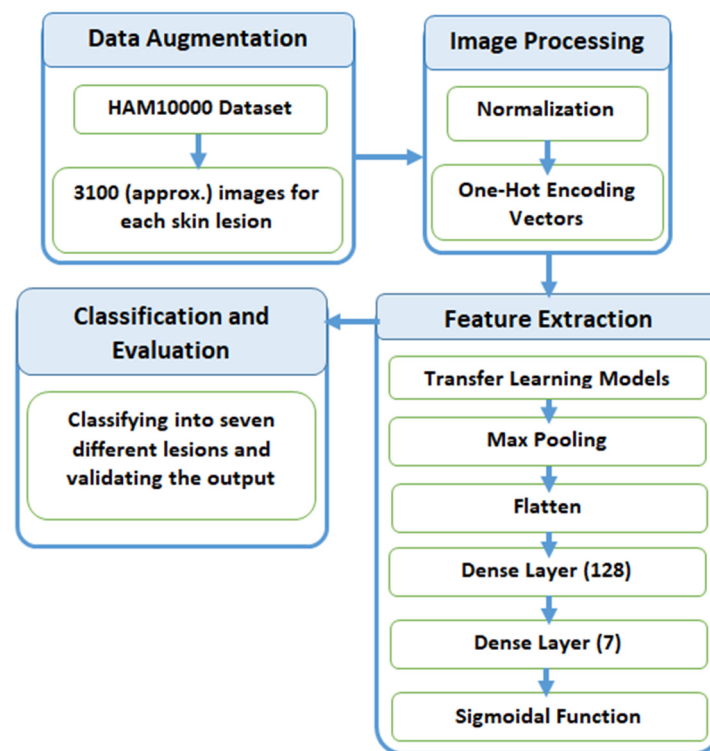 Data Augmentation
HAM10000 Dataset
3100 (approx.) images for
each skin lesion
Image Processing
Normalization
One-Hot Encoding
Vectors
Feature Extraction
Transfer Learning Models
Max Pooling
Flatten
Dense Layer (128)
Dense Layer (7)
Sigmoidal Function
Classification and
Evaluation
Classifying into seven
different lesions and
validating the output